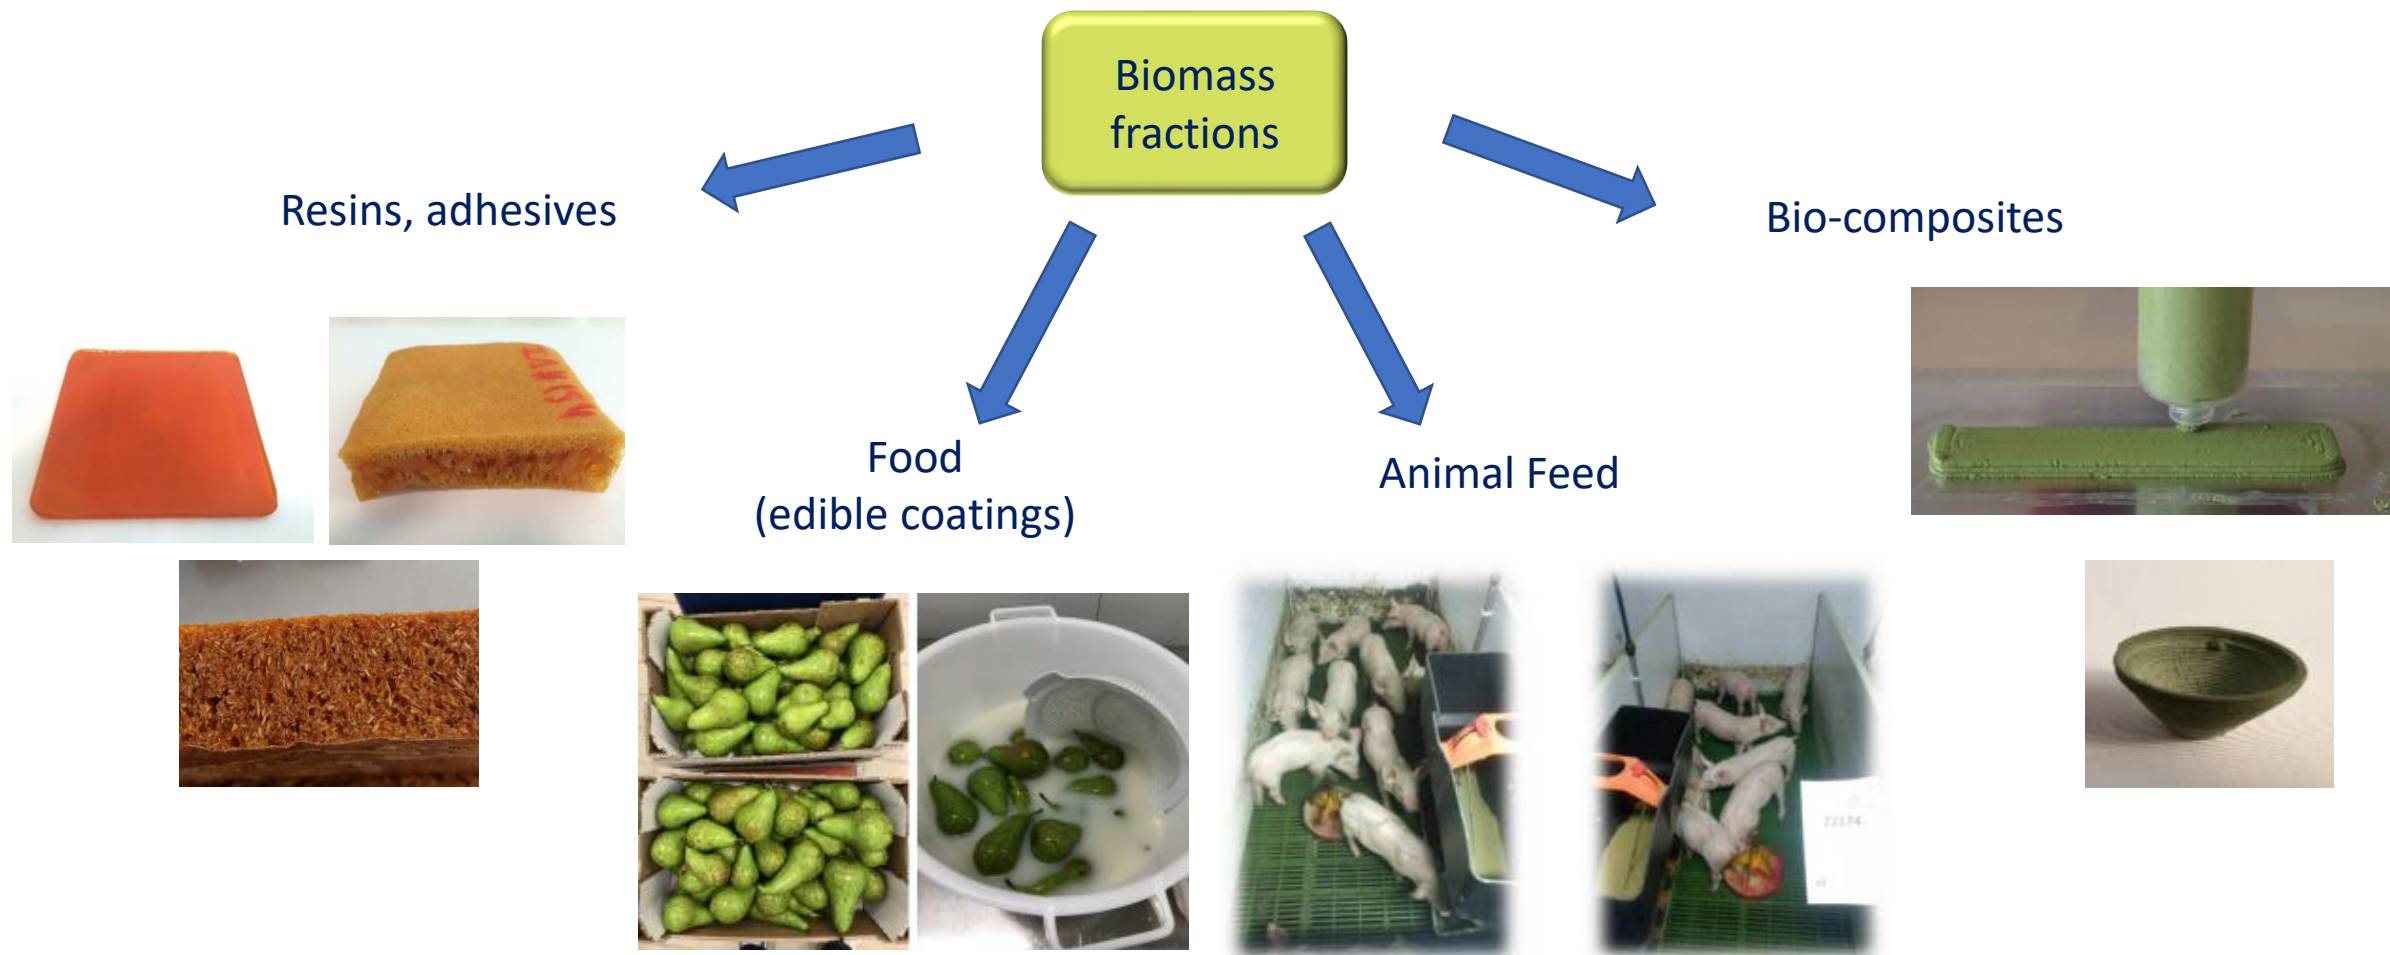 Biomass
fractions
Resins, adhesives
Bio-composites
Food
(edible coatings)
Animal Feed